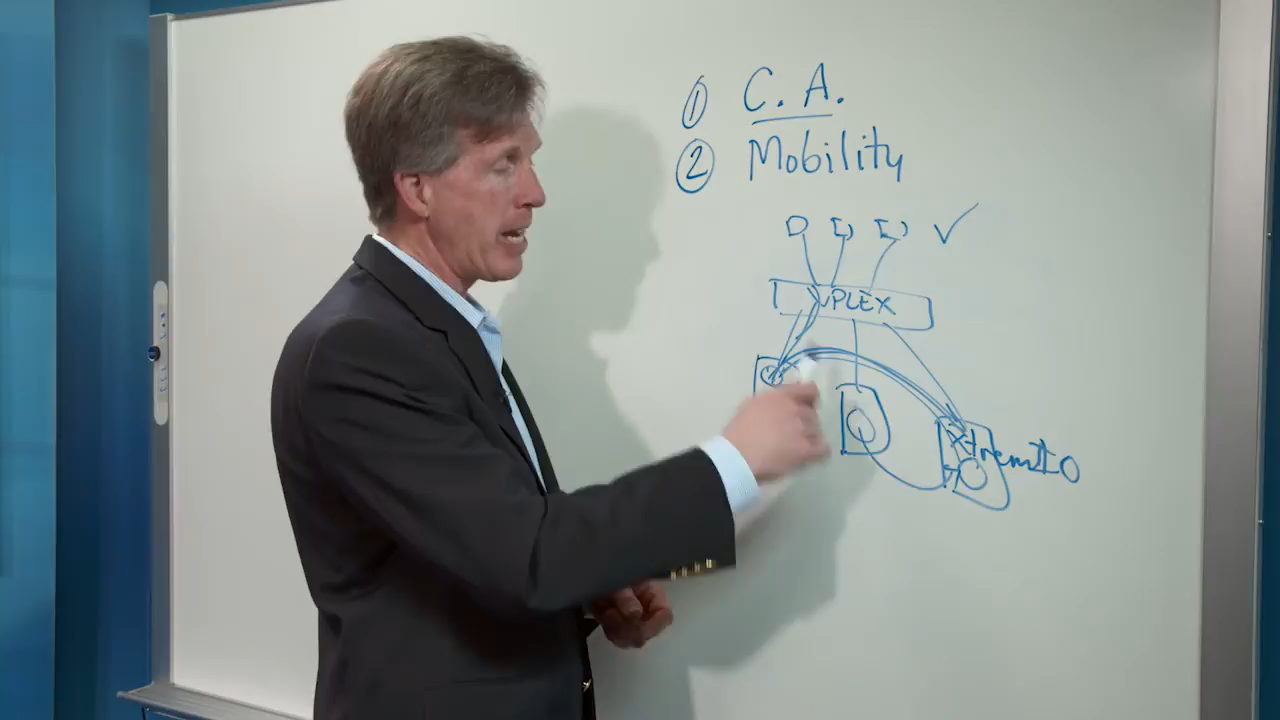 ① C. A.
② Mobility
VPLEX
XtremIO